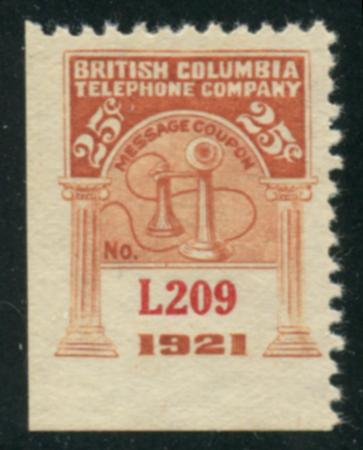 BRITISH COLUMBIA
TELEPHONE COMPANY
25¢ 25¢
MESSAGE COUPON
No.
L209
1921